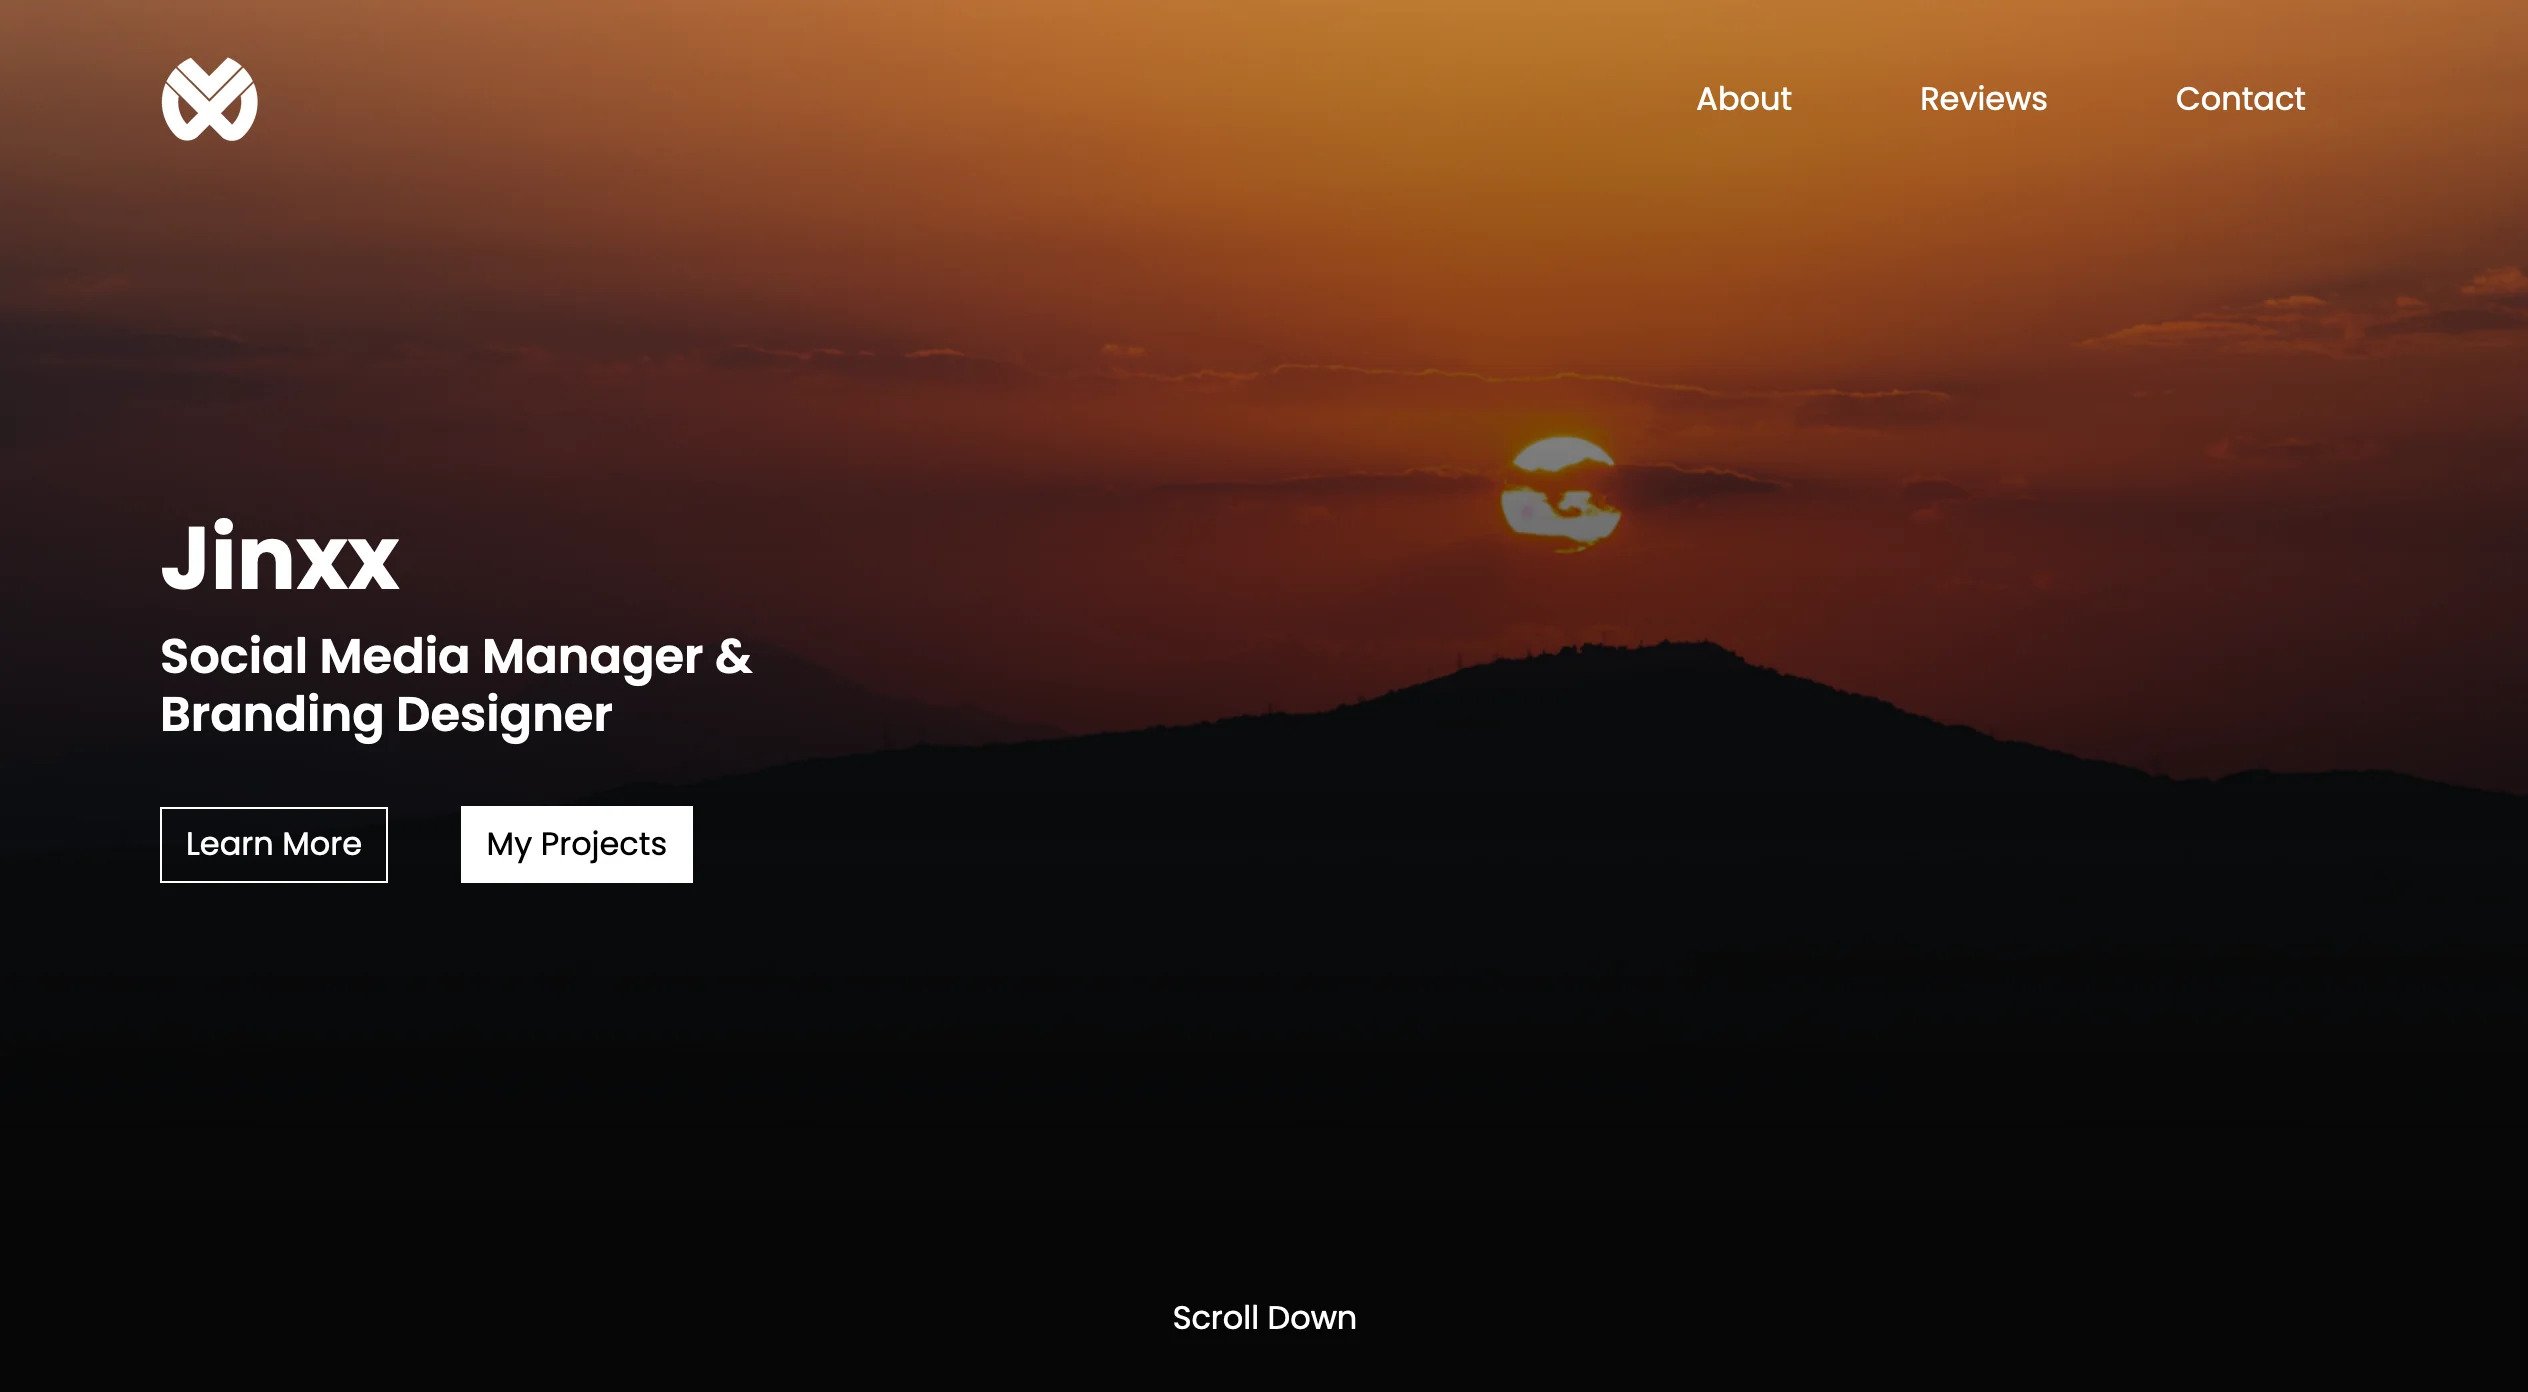 About
Reviews
Contact
Jinxx
Social Media Manager &
Branding Designer
Learn More
My Projects
Scroll Down